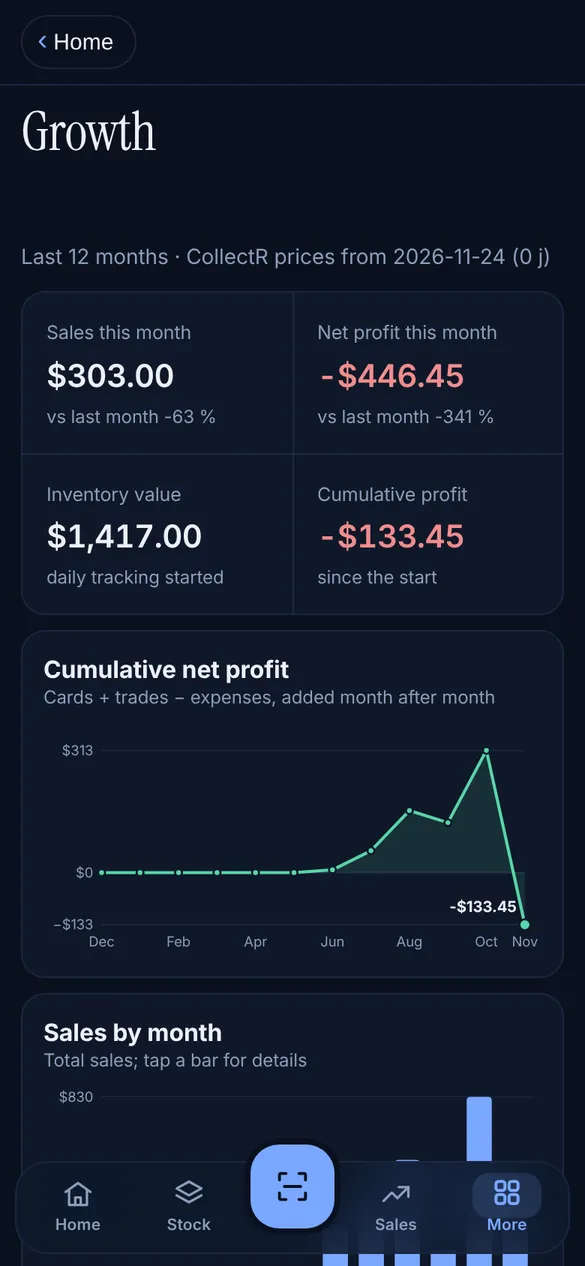 Home
Growth
Last 12 months · CollectR prices from 2026-11-24 (0 j)
Sales this month
$303.00
vs last month -63 %
Net profit this month
-$446.45
vs last month -341 %
Inventory value
$1,417.00
daily tracking started
Cumulative profit
-$133.45
since the start
Cumulative net profit
Cards + trades − expenses, added month after month
$313
$0
-$133.45
−$133
Dec Feb Apr Jun Aug Oct Nov
Sales by month
Total sales; tap a bar for details
$830
Home Stock Sales More